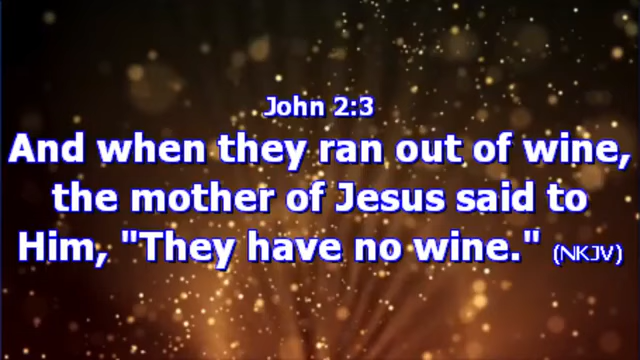 John 2:3
And when they ran out of wine,
the mother of Jesus said to
Him, "They have no wine." (NKJV)